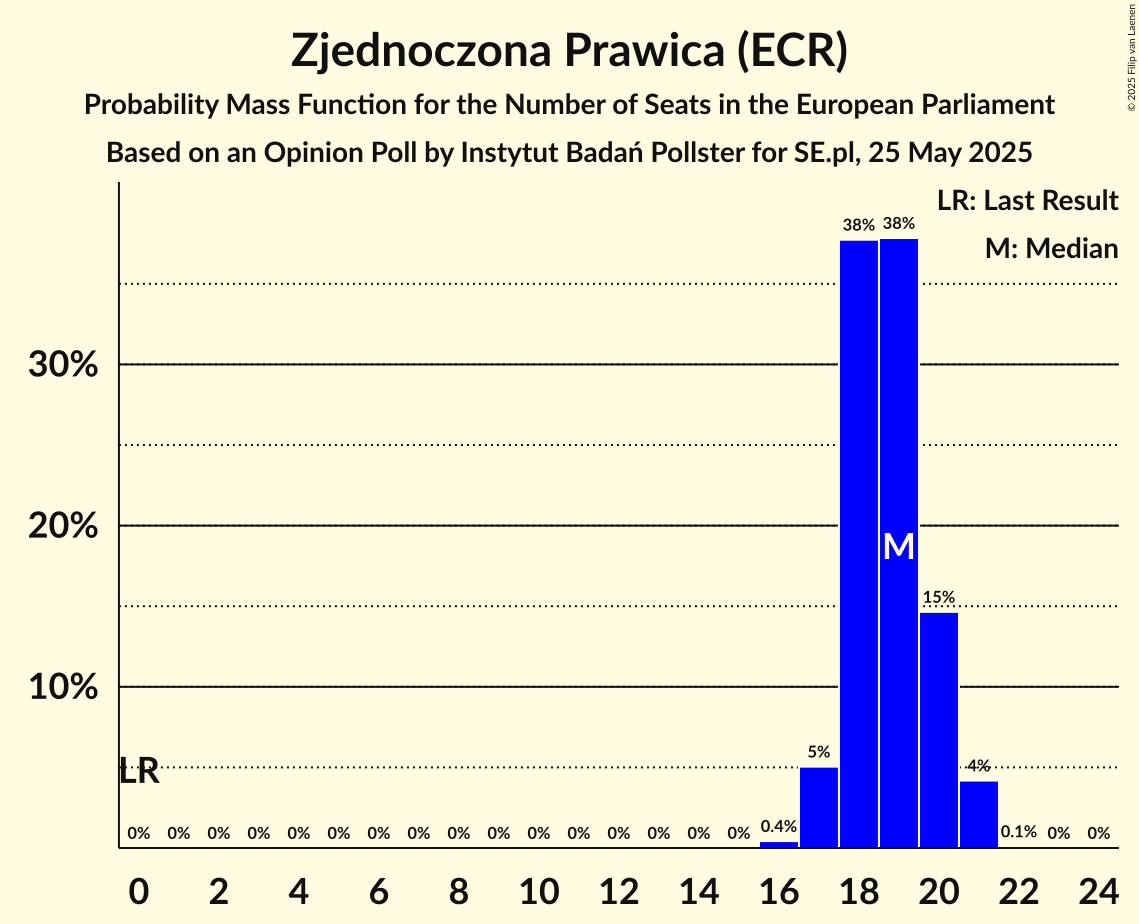 Zjednoczona Prawica (ECR)
Probability Mass Function for the Number of Seats in the European Parliament
Based on an Opinion Poll by Instytut Badań Pollster for SE.pl, 25 May 2025
© 2025 Filip van Laenen
LR: Last Result
M: Median
38% 38%
30%
20%
M
15%
10%
5%
4%
LR
0% 0% 0% 0% 0% 0% 0% 0% 0% 0% 0% 0% 0% 0% 0% 0% 0.4% 0.1% 0% 0%
0 2 4 6 8 10 12 14 16 18 20 22 24